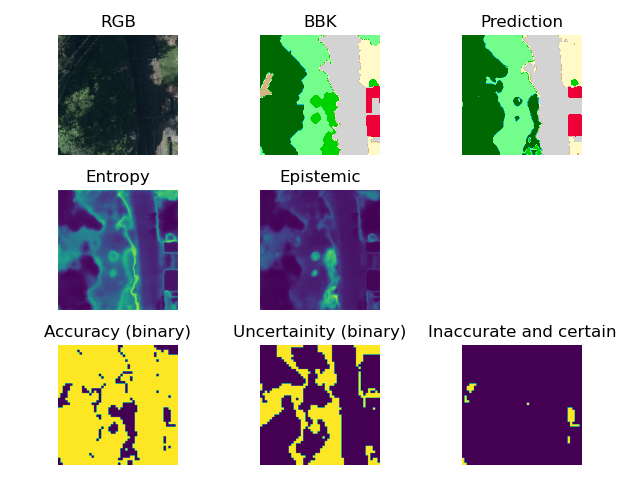 RGB
BBK
Prediction
Entropy
Epistemic
Accuracy (binary)
Uncertainity (binary)
Inaccurate and certain